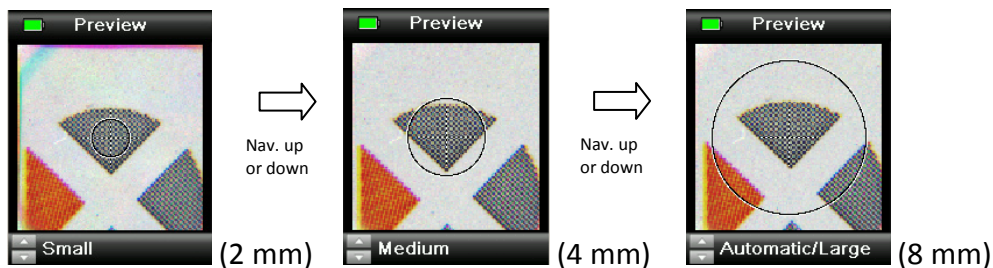 Preview
Small
(2 mm)
Nav. up
or down
Preview
Medium
(4 mm)
Nav. up
or down
Preview
Automatic/Large
(8 mm)